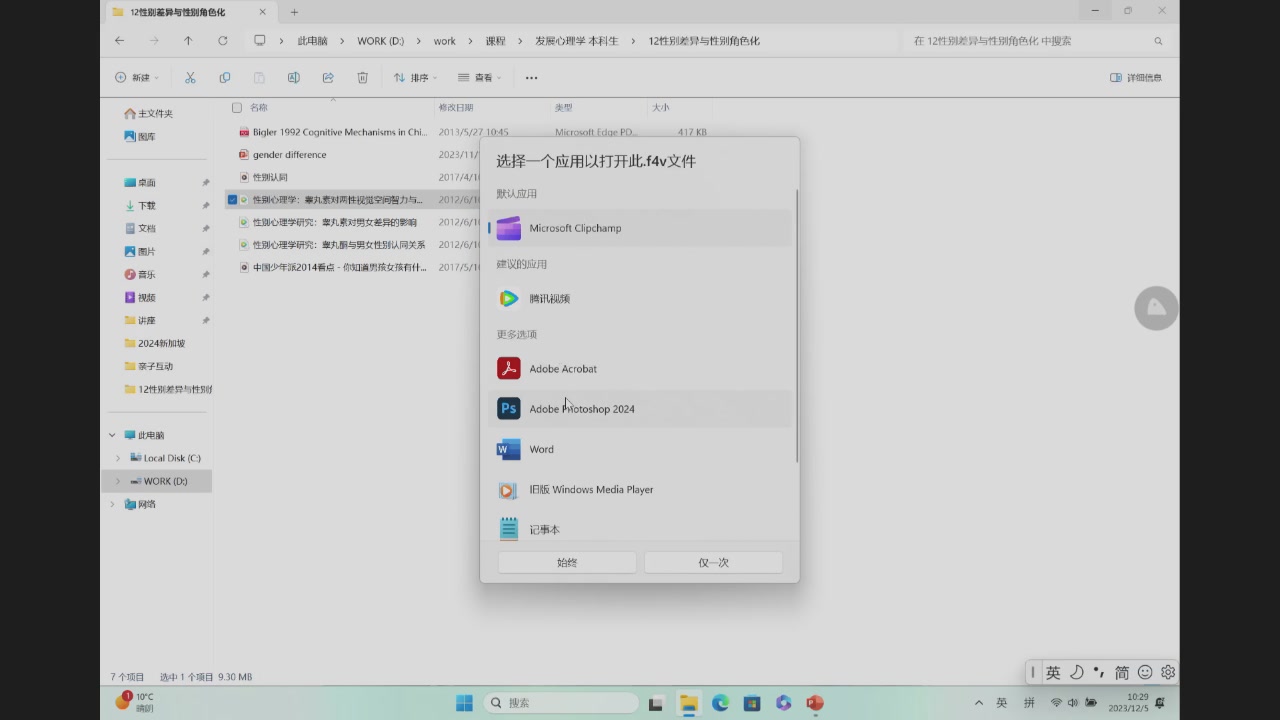 12性别差异与性别角色化
此电脑 > WORK (D:) > work > 课程 > 发展心理学 本科生 > 12性别差异与性别角色化
在 12性别差异与性别角色化 中搜索
新建
排序
查看
详细信息
名称 修改日期 类型 大小
主文件夹
图库
桌面
下载
文档
图片
音乐
视频
讲座
2024新加坡
亲子互动
12性别差异与性别角
此电脑
Local Disk (C:)
WORK (D:)
网络
Bigler 1992 Cognitive Mechanisms in Chi... 2013/5/27 10:45 Microsoft Edge PD... 417 KB
gender difference 2023/11/
性别认同 2017/4/1
性别心理学：睾丸素对两性视觉空间智力与... 2012/6/1
性别心理学研究：睾丸素对男女差异的影响 2012/6/1
性别心理学研究：睾丸酮与男女性别认同关系 2012/6/1
中国少年派2014看点 - 你知道男孩女孩有什... 2017/5/1
选择一个应用以打开此.f4v文件
默认应用
Microsoft Clipchamp
建议的应用
腾讯视频
更多选项
Adobe Acrobat
Adobe Photoshop 2024
Word
旧版 Windows Media Player
记事本
始终
仅一次
7 个项目 选中 1 个项目 9.30 MB
英 简
1
10°C
晴朗
搜索
英 拼
10:29
2023/12/5